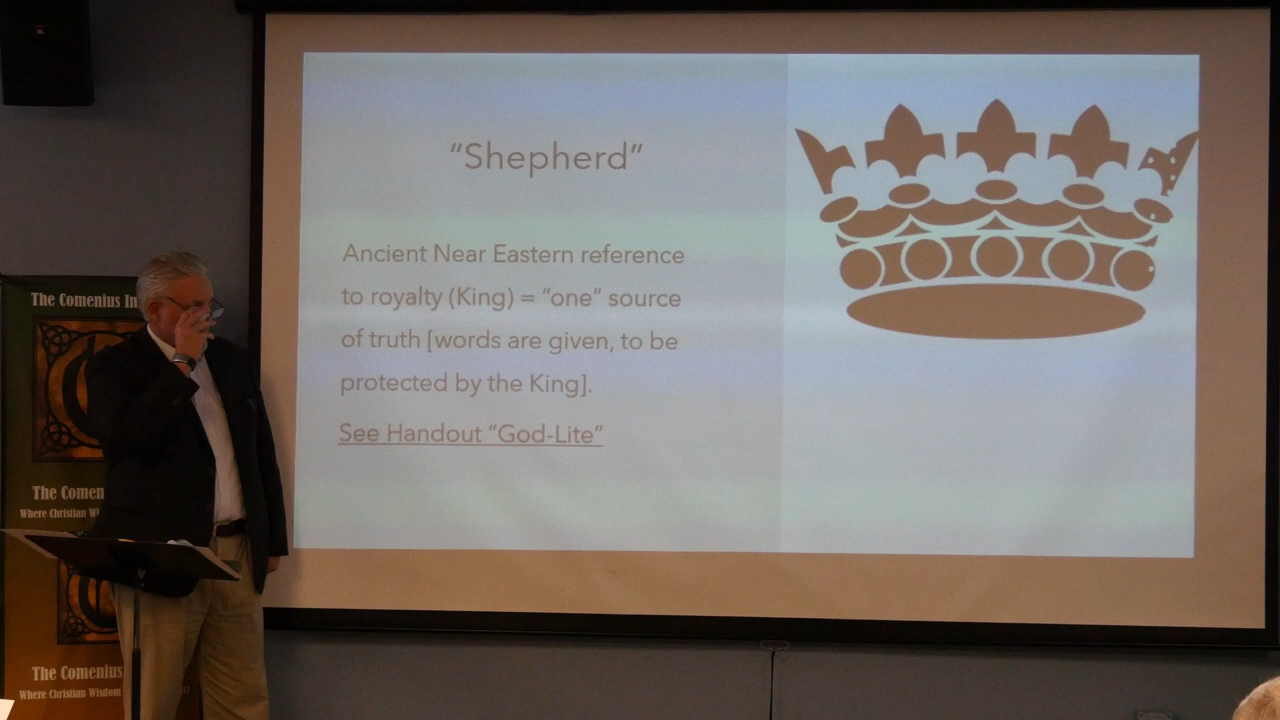 “Shepherd”
Ancient Near Eastern reference
to royalty (King) = “one” source
of truth [words are given, to be
protected by the King].
See Handout “God-Lite”
The Comenius In
The Comen
Where Christian Wi
The Comenius
Where Christian Wisdom